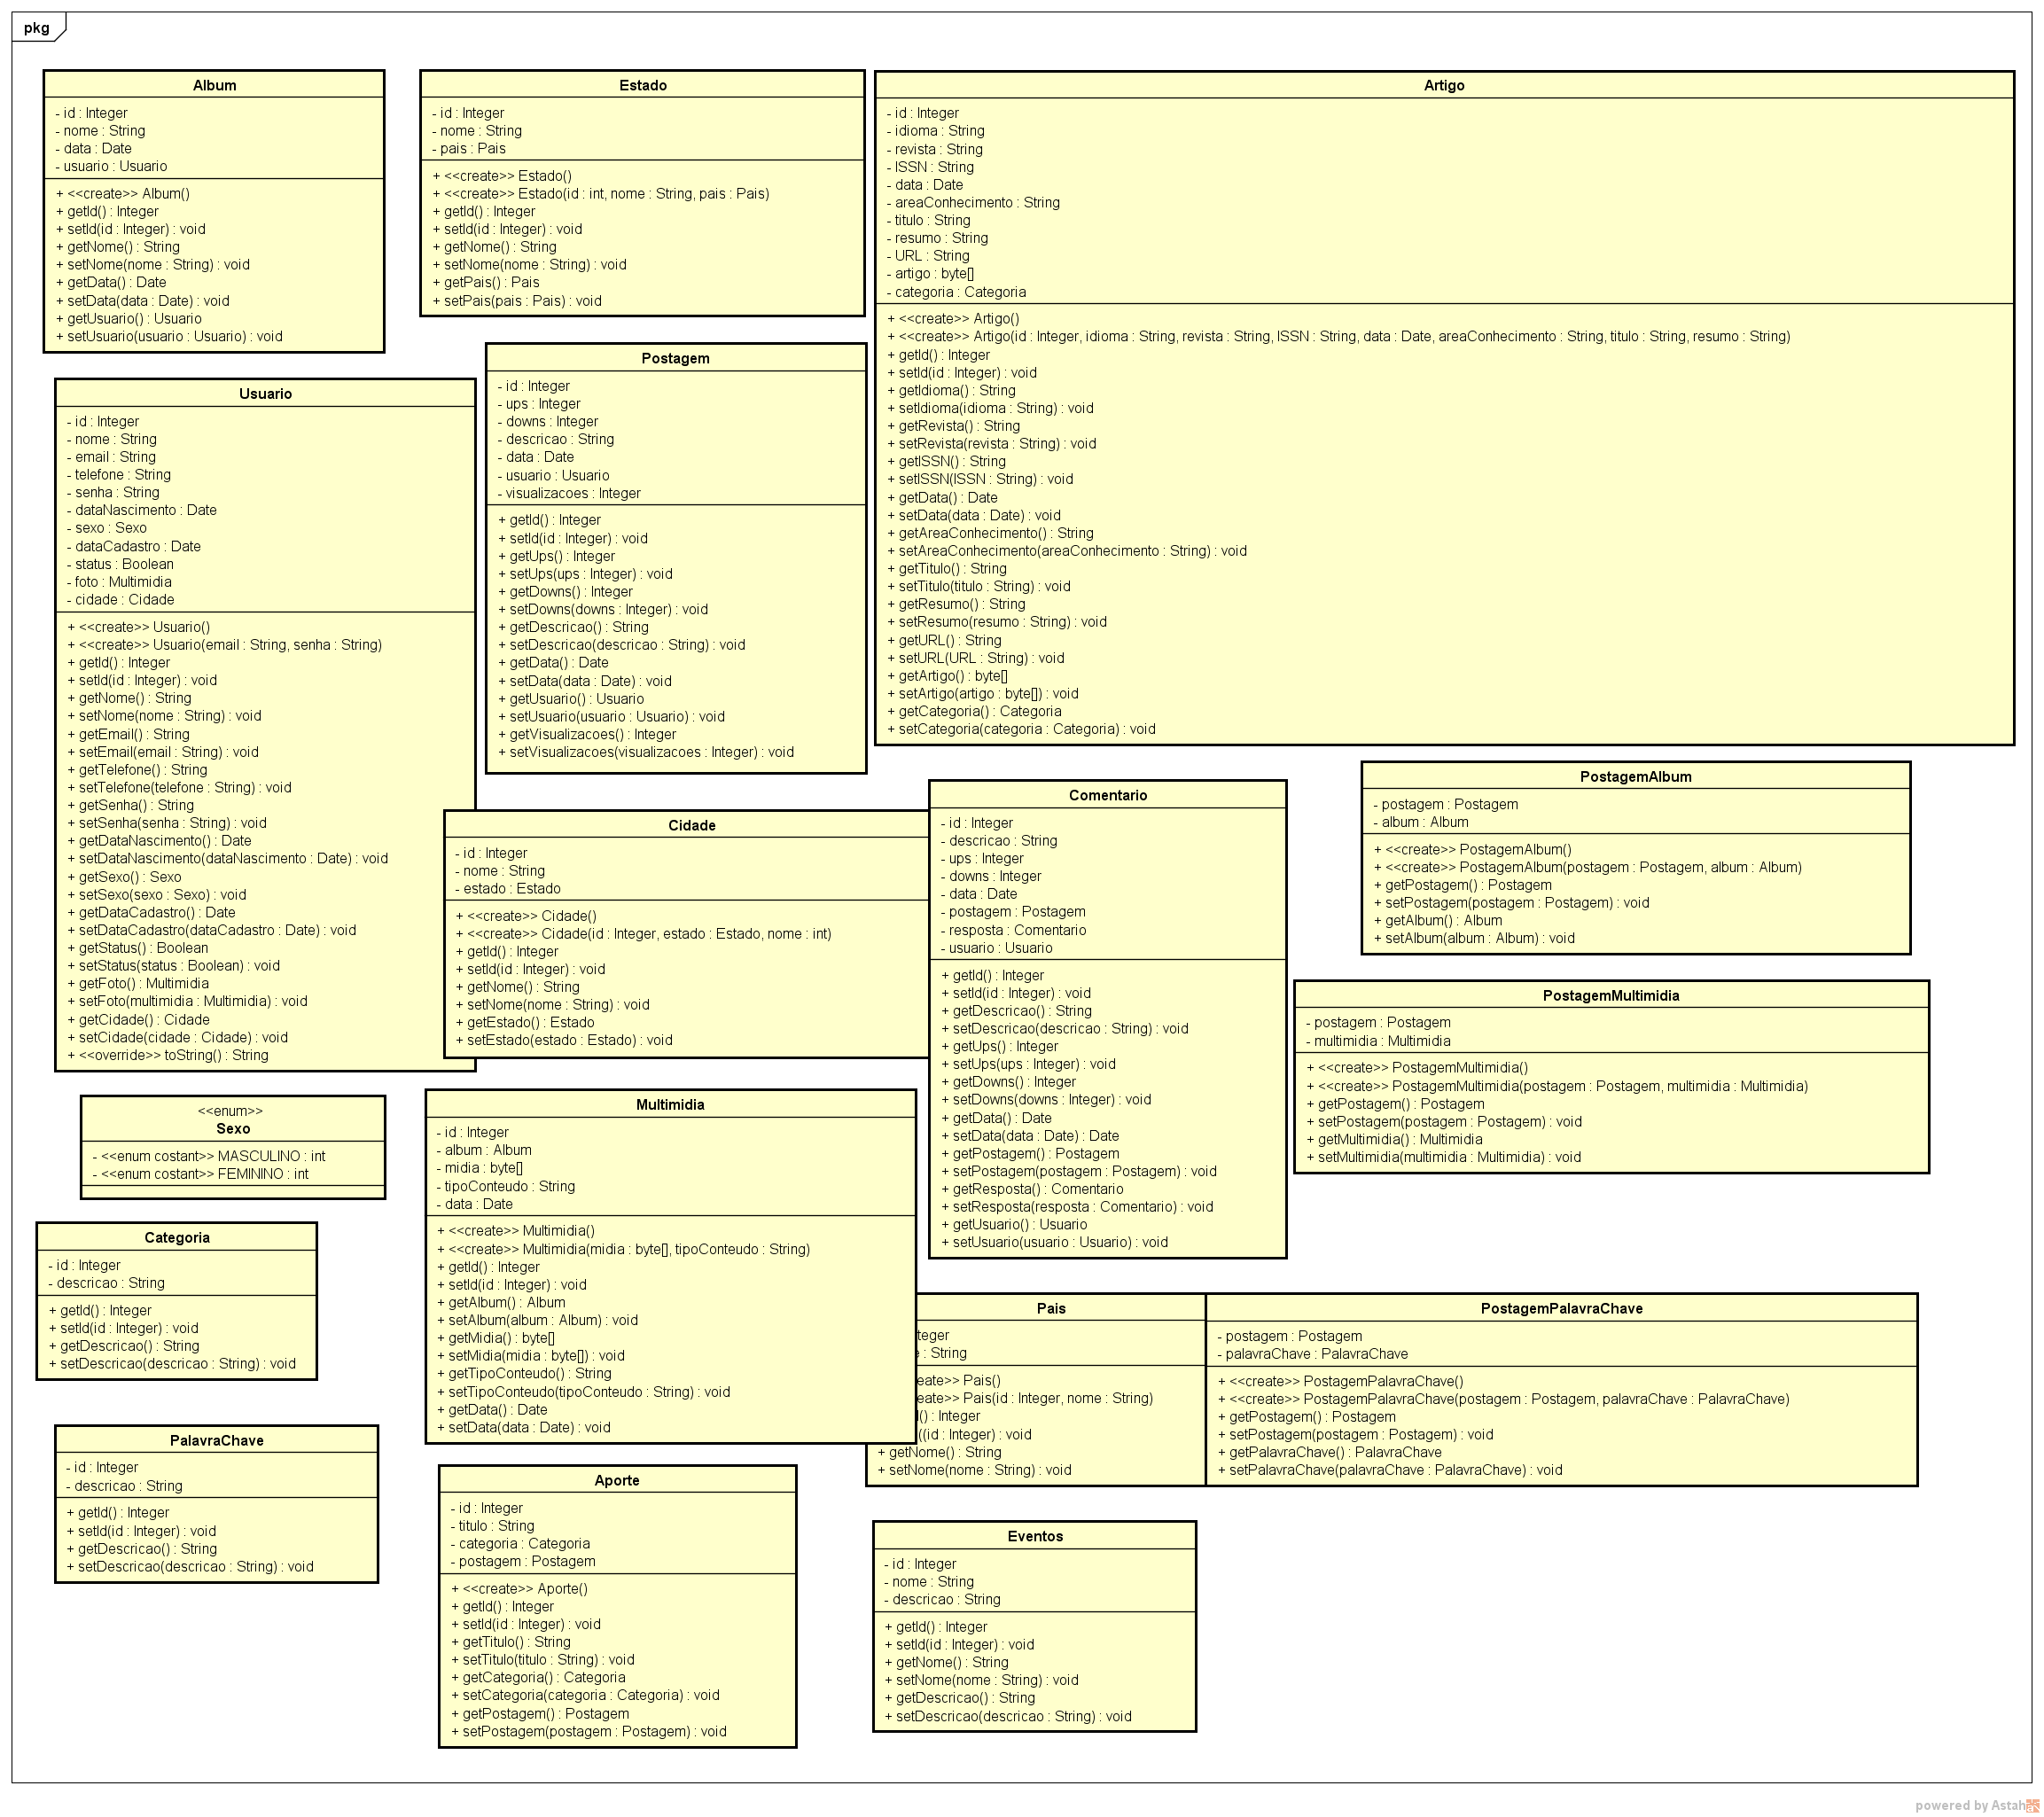 pkg
Album
- id : Integer
- nome : String
- data : Date
- usuario : Usuario
+ <<create>> Album()
+ getId() : Integer
+ setId(id : Integer) : void
+ getNome() : String
+ setNome(nome : String) : void
+ getData() : Date
+ setData(data : Date) : void
+ getUsuario() : Usuario
+ setUsuario(usuario : Usuario) : void
Estado
- id : Integer
- nome : String
- pais : Pais
+ <<create>> Estado()
+ <<create>> Estado(id : int, nome : String, pais : Pais)
+ getId() : Integer
+ setId(id : Integer) : void
+ getNome() : String
+ setNome(nome : String) : void
+ getPais() : Pais
+ setPais(pais : Pais) : void
Artigo
- id : Integer
- idioma : String
- revista : String
- ISSN : String
- data : Date
- areaConhecimento : String
- titulo : String
- resumo : String
- URL : String
- artigo : byte[]
- categoria : Categoria
+ <<create>> Artigo()
+ <<create>> Artigo(id : Integer, idioma : String, revista : String, ISSN : String, data : Date, areaConhecimento : String, titulo : String, resumo : String)
+ getId() : Integer
+ setId(id : Integer) : void
+ getIdioma() : String
+ setIdioma(idioma : String) : void
+ getRevista() : String
+ setRevista(revista : String) : void
+ getISSN() : String
+ setISSN(ISSN : String) : void
+ getData() : Date
+ setData(data : Date) : void
+ getAreaConhecimento() : String
+ setAreaConhecimento(areaConhecimento : String) : void
+ getTitulo() : String
+ setTitulo(titulo : String) : void
+ getResumo() : String
+ setResumo(resumo : String) : void
+ getURL() : String
+ setURL(URL : String) : void
+ getArtigo() : byte[]
+ setArtigo(artigo : byte[]) : void
+ getCategoria() : Categoria
+ setCategoria(categoria : Categoria) : void
Postagem
- id : Integer
- ups : Integer
- downs : Integer
- descricao : String
- data : Date
- usuario : Usuario
- visualizacoes : Integer
+ getId() : Integer
+ setId(id : Integer) : void
+ getUps() : Integer
+ setUps(ups : Integer) : void
+ getDowns() : Integer
+ setDowns(downs : Integer) : void
+ getDescricao() : String
+ setDescricao(descricao : String) : void
+ getData() : Date
+ setData(data : Date) : void
+ getUsuario() : Usuario
+ setUsuario(usuario : Usuario) : void
+ getVisualizacoes() : Integer
+ setVisualizacoes(visualizacoes : Integer) : void
Usuario
- id : Integer
- nome : String
- email : String
- telefone : String
- senha : String
- dataNascimento : Date
- sexo : Sexo
- dataCadastro : Date
- status : Boolean
- foto : Multimidia
- cidade : Cidade
+ <<create>> Usuario()
+ <<create>> Usuario(email : String, senha : String)
+ getId() : Integer
+ setId(id : Integer) : void
+ getNome() : String
+ setNome(nome : String) : void
+ getEmail() : String
+ setEmail(email : String) : void
+ getTelefone() : String
+ setTelefone(telefone : String) : void
+ getSenha() : String
+ setSenha(senha : String) : void
+ getDataNascimento() : Date
+ setDataNascimento(dataNascimento : Date) : void
+ getSexo() : Sexo
+ setSexo(sexo : Sexo) : void
+ getDataCadastro() : Date
+ setDataCadastro(dataCadastro : Date) : void
+ getStatus() : Boolean
+ setStatus(status : Boolean) : void
+ getFoto() : Multimidia
+ setFoto(multimidia : Multimidia) : void
+ getCidade() : Cidade
+ setCidade(cidade : Cidade) : void
+ <<override>> toString() : String
Cidade
- id : Integer
- nome : String
- estado : Estado
+ <<create>> Cidade()
+ <<create>> Cidade(id : Integer, estado : Estado, nome : int)
+ getId() : Integer
+ setId(id : Integer) : void
+ getNome() : String
+ setNome(nome : String) : void
+ getEstado() : Estado
+ setEstado(estado : Estado) : void
Comentario
- id : Integer
- descricao : String
- ups : Integer
- downs : Integer
- data : Date
- postagem : Postagem
- resposta : Comentario
- usuario : Usuario
+ getId() : Integer
+ setId(id : Integer) : void
+ getDescricao() : String
+ setDescricao(descricao : String) : void
+ getUps() : Integer
+ setUps(ups : Integer) : void
+ getDowns() : Integer
+ setDowns(downs : Integer) : void
+ getData() : Date
+ setData(data : Date) : Date
+ getPostagem() : Postagem
+ setPostagem(postagem : Postagem) : void
+ getResposta() : Comentario
+ setResposta(resposta : Comentario) : void
+ getUsuario() : Usuario
+ setUsuario(usuario : Usuario) : void
PostagemAlbum
- postagem : Postagem
- album : Album
+ <<create>> PostagemAlbum()
+ <<create>> PostagemAlbum(postagem : Postagem, album : Album)
+ getPostagem() : Postagem
+ setPostagem(postagem : Postagem) : void
+ getAlbum() : Album
+ setAlbum(album : Album) : void
PostagemMultimidia
- postagem : Postagem
- multimidia : Multimidia
+ <<create>> PostagemMultimidia()
+ <<create>> PostagemMultimidia(postagem : Postagem, multimidia : Multimidia)
+ getPostagem() : Postagem
+ setPostagem(postagem : Postagem) : void
+ getMultimidia() : Multimidia
+ setMultimidia(multimidia : Multimidia) : void
<<enum>>
Sexo
- <<enum costant>> MASCULINO : int
- <<enum costant>> FEMININO : int
Multimidia
- id : Integer
- album : Album
- midia : byte[]
- tipoConteudo : String
- data : Date
+ <<create>> Multimidia()
+ <<create>> Multimidia(midia : byte[], tipoConteudo : String)
+ getId() : Integer
+ setId(id : Integer) : void
+ getAlbum() : Album
+ setAlbum(album : Album) : void
+ getMidia() : byte[]
+ setMidia(midia : byte[]) : void
+ getTipoConteudo() : String
+ setTipoConteudo(tipoConteudo : String) : void
+ getData() : Date
+ setData(data : Date) : void
Categoria
- id : Integer
- descricao : String
+ getId() : Integer
+ setId(id : Integer) : void
+ getDescricao() : String
+ setDescricao(descricao : String) : void
Pais
: String
Pais()
Pais(id : Integer, nome : String)
: Integer
(id : Integer) : void
+ getNome() : String
+ setNome(nome : String) : void
PostagemPalavraChave
- postagem : Postagem
- palavraChave : PalavraChave
+ <<create>> PostagemPalavraChave()
+ <<create>> PostagemPalavraChave(postagem : Postagem, palavraChave : PalavraChave)
+ getPostagem() : Postagem
+ setPostagem(postagem : Postagem) : void
+ getPalavraChave() : PalavraChave
+ setPalavraChave(palavraChave : PalavraChave) : void
PalavraChave
- id : Integer
- descricao : String
+ getId() : Integer
+ setId(id : Integer) : void
+ getDescricao() : String
+ setDescricao(descricao : String) : void
Aporte
- id : Integer
- titulo : String
- categoria : Categoria
- postagem : Postagem
+ <<create>> Aporte()
+ getId() : Integer
+ setId(id : Integer) : void
+ getTitulo() : String
+ setTitulo(titulo : String) : void
+ getCategoria() : Categoria
+ setCategoria(categoria : Categoria) : void
+ getPostagem() : Postagem
+ setPostagem(postagem : Postagem) : void
Eventos
- id : Integer
- nome : String
- descricao : String
+ getId() : Integer
+ setId(id : Integer) : void
+ getNome() : String
+ setNome(nome : String) : void
+ getDescricao() : String
+ setDescricao(descricao : String) : void
powered by Astah